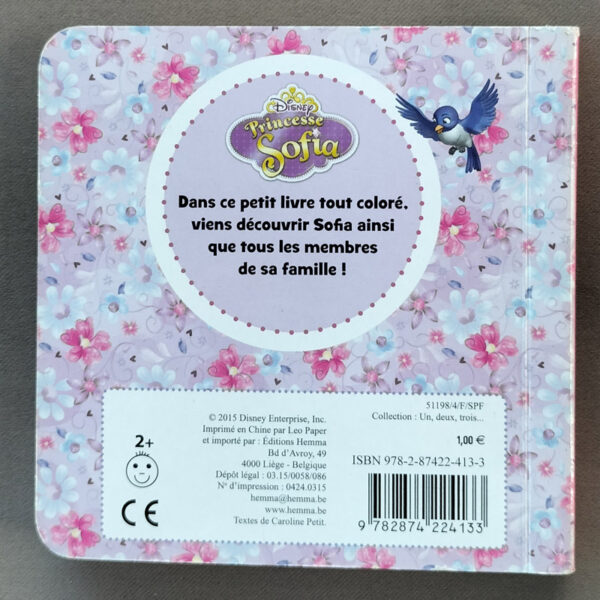 Disney
Princesse
Sofia
Dans ce petit livre tout coloré,
viens découvrir Sofia ainsi
que tous les membres
de sa famille !
2+
CE
© 2015 Disney Enterprise, Inc.
Imprimé en Chine par Leo Paper
et importé par : Éditions Hemma
Bd d'Avroy, 49
4000 Liège - Belgique
Dépôt légal : 03.15/0058/086
N° d'impression : 0424.0315
hemma@hemma.be
www.hemma.be
Textes de Caroline Petit.
51198/4/F/SPF
Collection : Un, deux, trois...
1,00 €
ISBN 978-2-87422-413-3
9 782874 224133